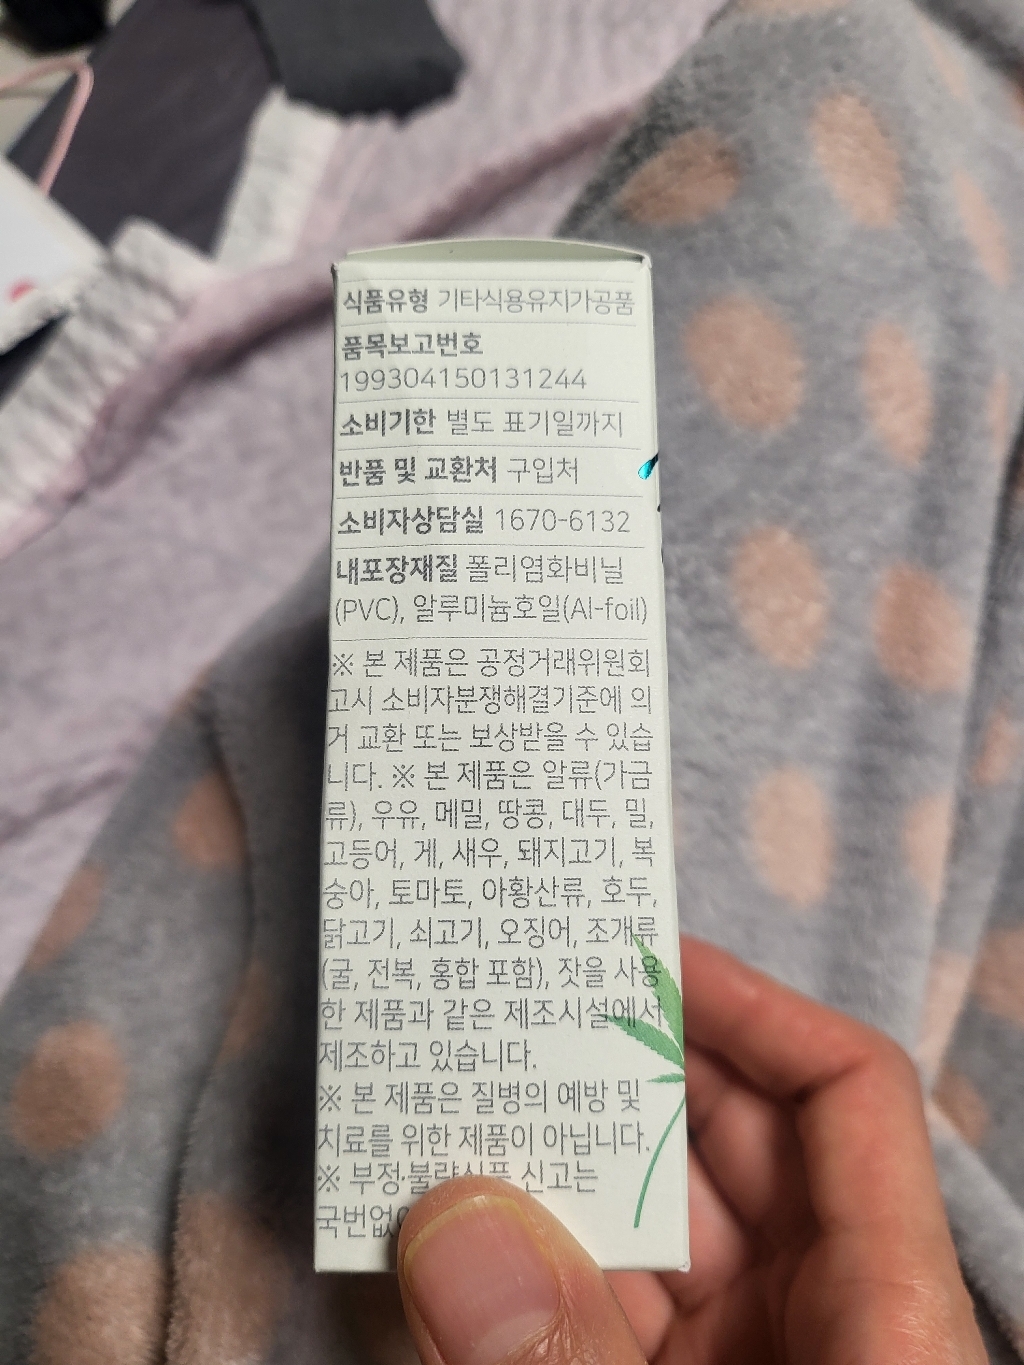 식품유형 기타식용유지가공품
품목보고번호
199304150131244
소비기한 별도 표기일까지
반품 및 교환처 구입처
소비자상담실 1670-6132
내포장재질 폴리염화비닐
(PVC), 알루미늄호일(Al-foil)
※ 본 제품은 공정거래위원회
고시 소비자분쟁해결기준에 의
거 교환 또는 보상받을 수 있습
니다. ※ 본 제품은 알류(가금
류), 우유, 메밀, 땅콩, 대두, 밀,
고등어, 게, 새우, 돼지고기, 복
숭아, 토마토, 아황산류, 호두,
닭고기, 쇠고기, 오징어, 조개류
(굴, 전복, 홍합 포함), 잣을 사용
한 제품과 같은 제조시설에서
제조하고 있습니다.
※ 본 제품은 질병의 예방 및
치료를 위한 제품이 아닙니다.
※ 부정·불량식품 신고는